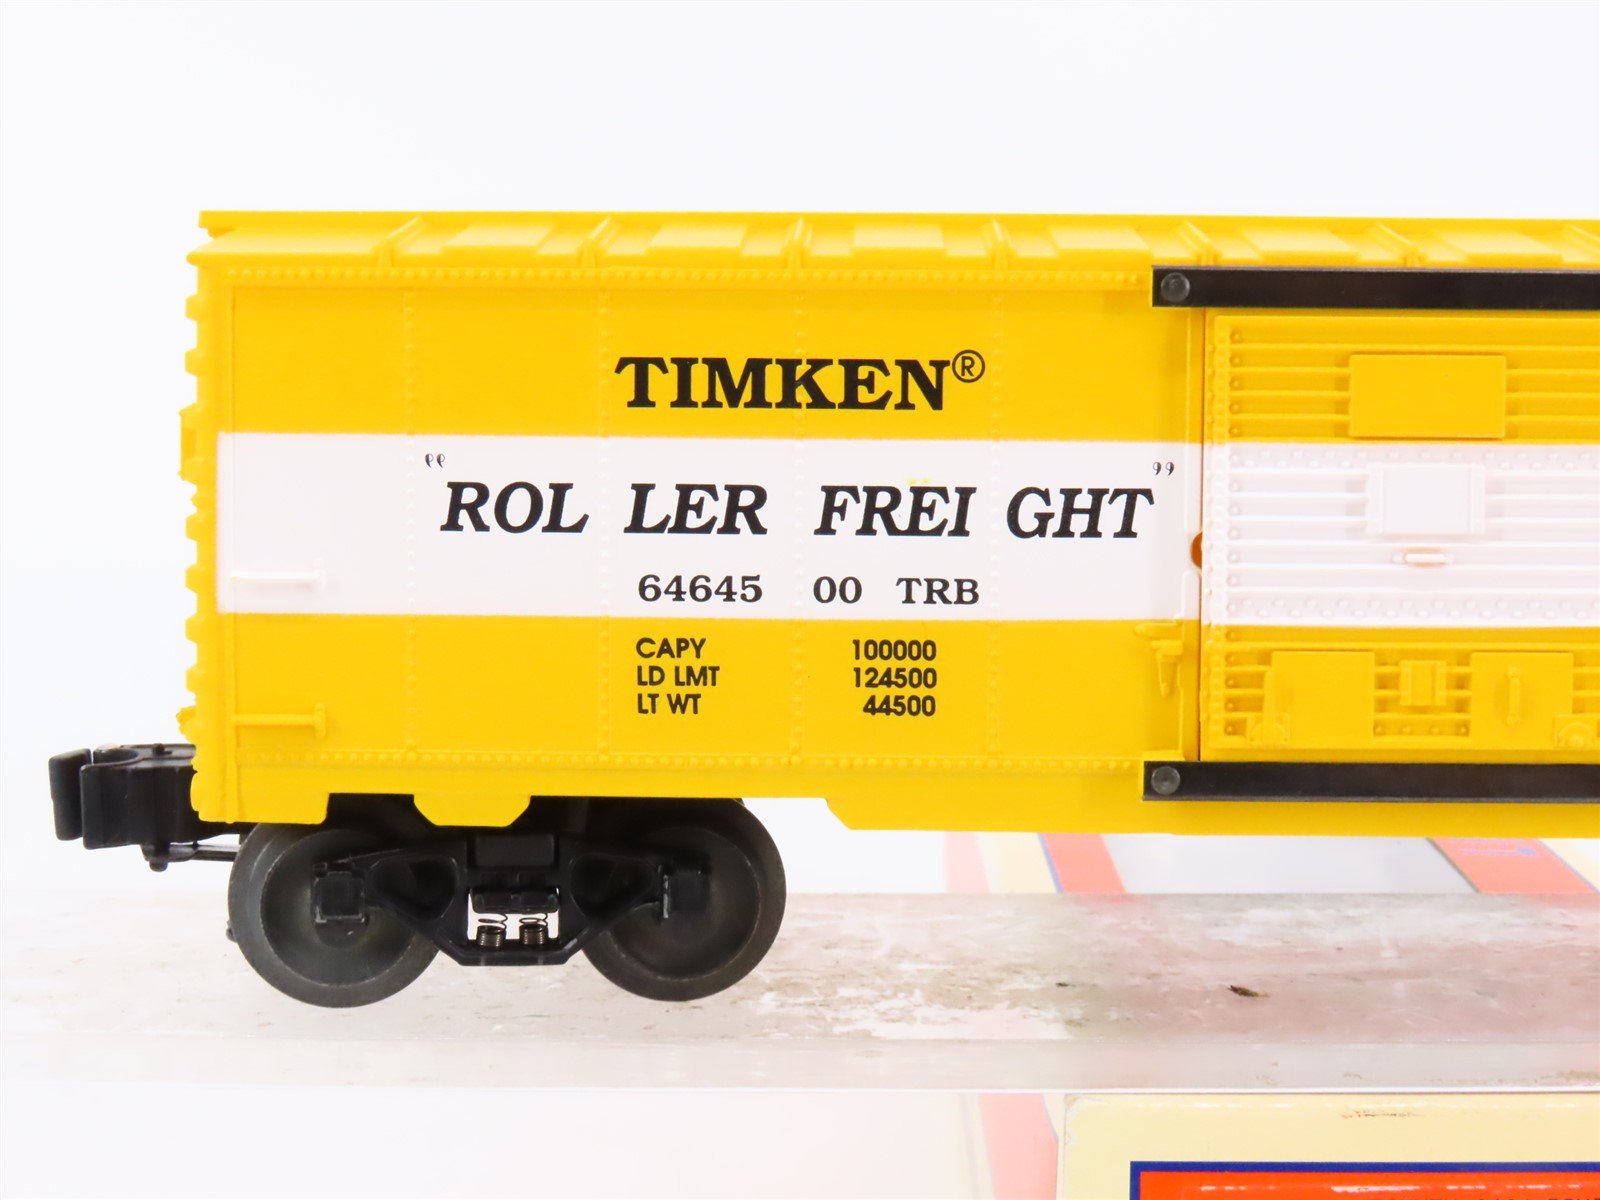 TIMKEN®
"ROL LER FREI GHT"
64645 00 TRB
CAPY 100000
LD LMT 124500
LT WT 44500